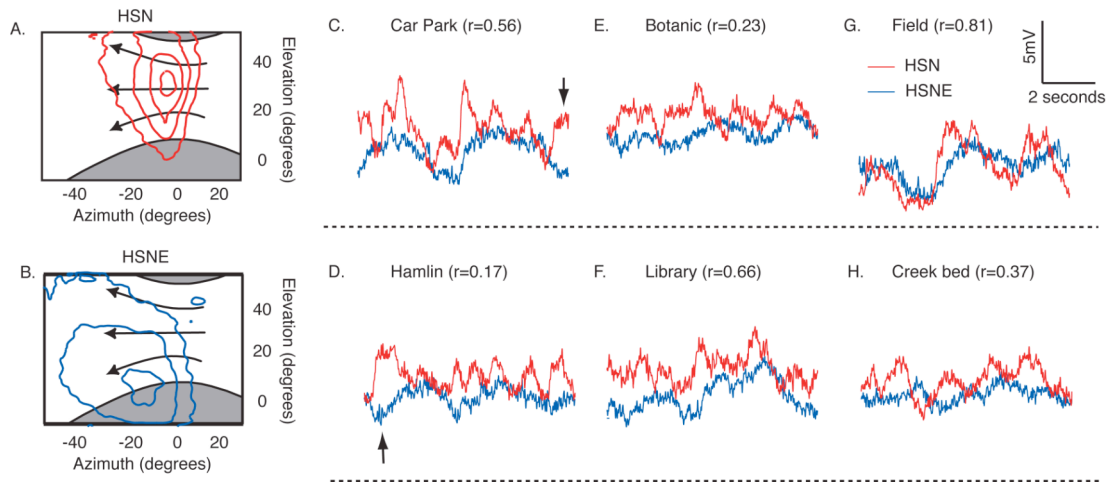 A.
HSN
40
20
0
Elevation (degrees)
-40 -20 0 20
Azimuth (degrees)
B.
HSNE
40
20
0
Elevation (degrees)
-40 -20 0 20
Azimuth (degrees)
C. Car Park (r=0.56)
E. Botanic (r=0.23)
G. Field (r=0.81)
HSN
HSNE
5mV
2 seconds
D. Hamlin (r=0.17)
F. Library (r=0.66)
H. Creek bed (r=0.37)